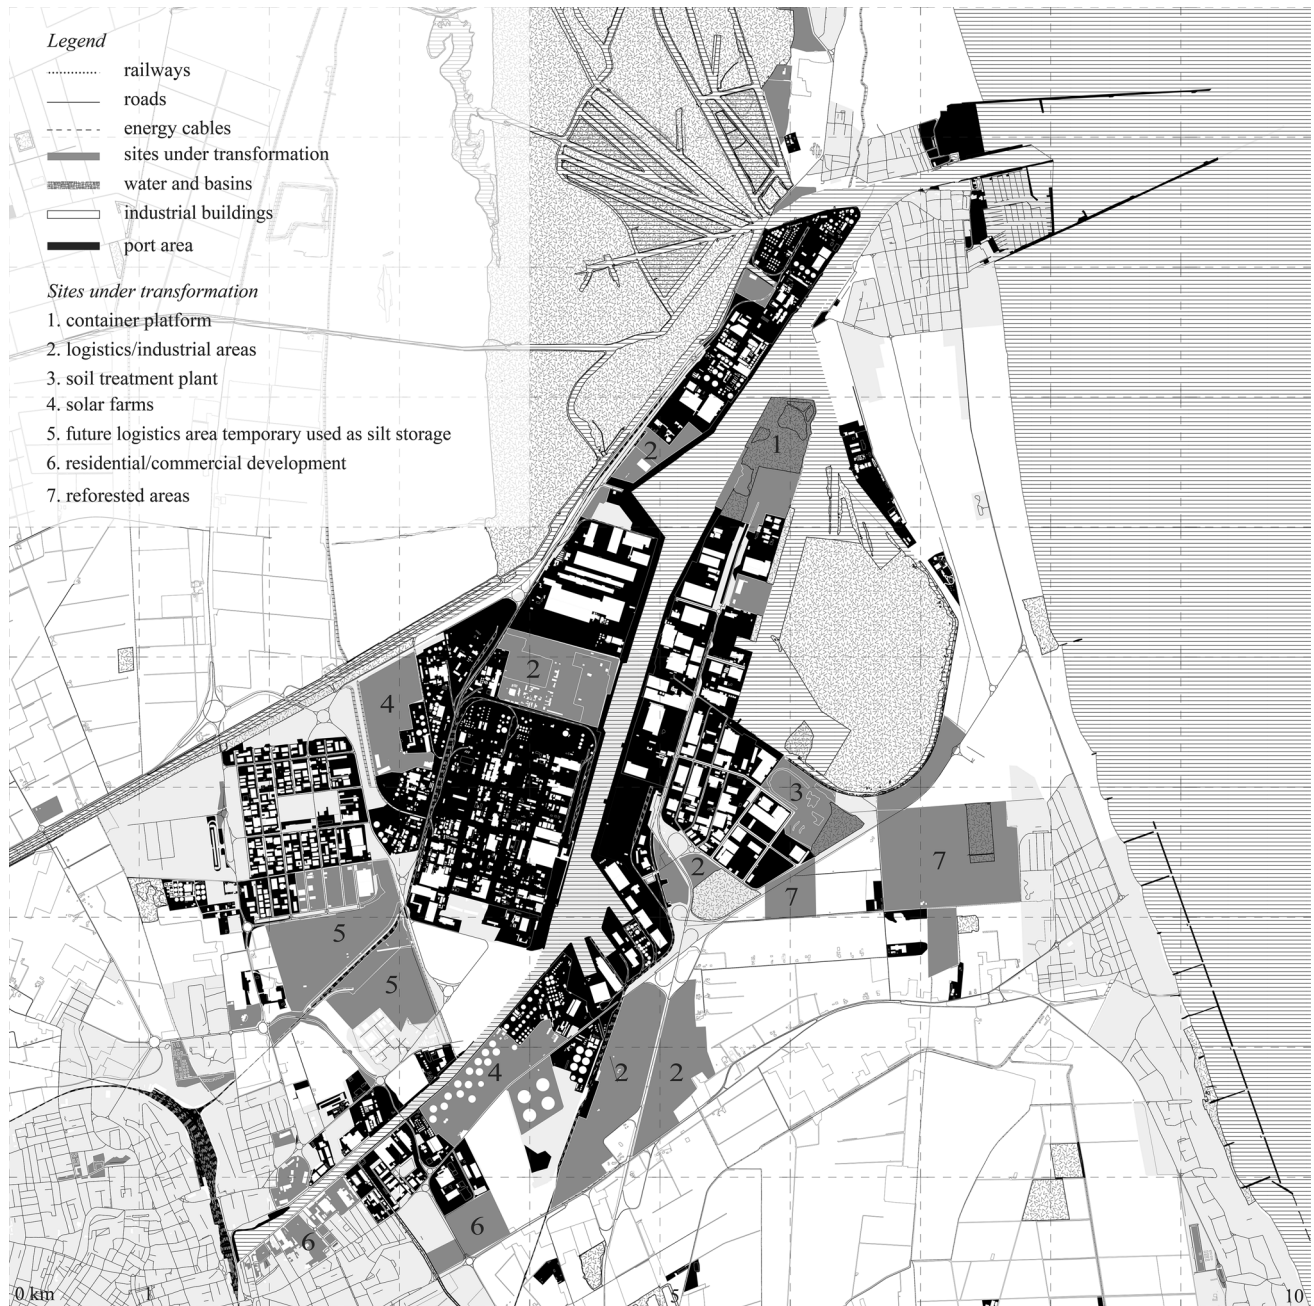 Legend
railways
roads
energy cables
sites under transformation
water and basins
industrial buildings
port area
Sites under transformation
1. container platform
2. logistics/industrial areas
3. soil treatment plant
4. solar farms
5. future logistics area temporary used as silt storage
6. residential/commercial development
7. reforested areas
2
1
2
4
3
2
7
7
5
5
4
2
2
6
6
0 km
1
5
10